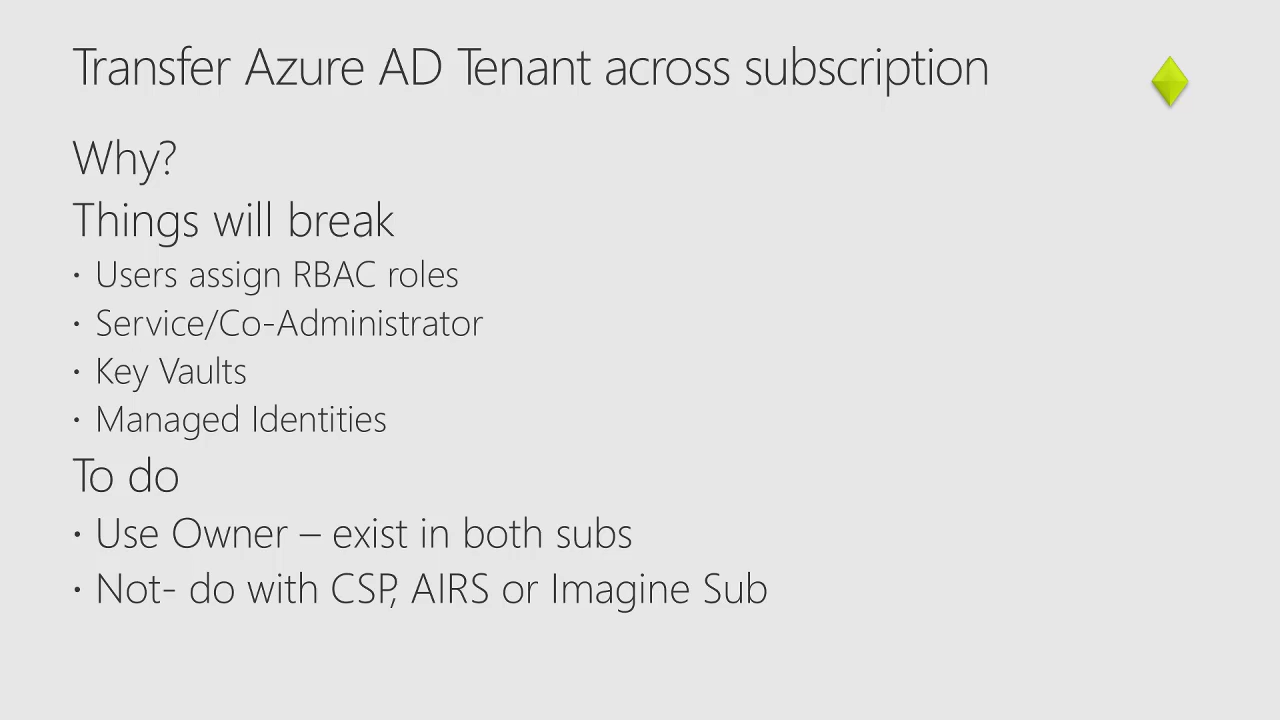 Transfer Azure AD Tenant across subscription
Why?
Things will break
• Users assign RBAC roles
• Service/Co-Administrator
• Key Vaults
• Managed Identities
To do
• Use Owner – exist in both subs
• Not- do with CSP, AIRS or Imagine Sub